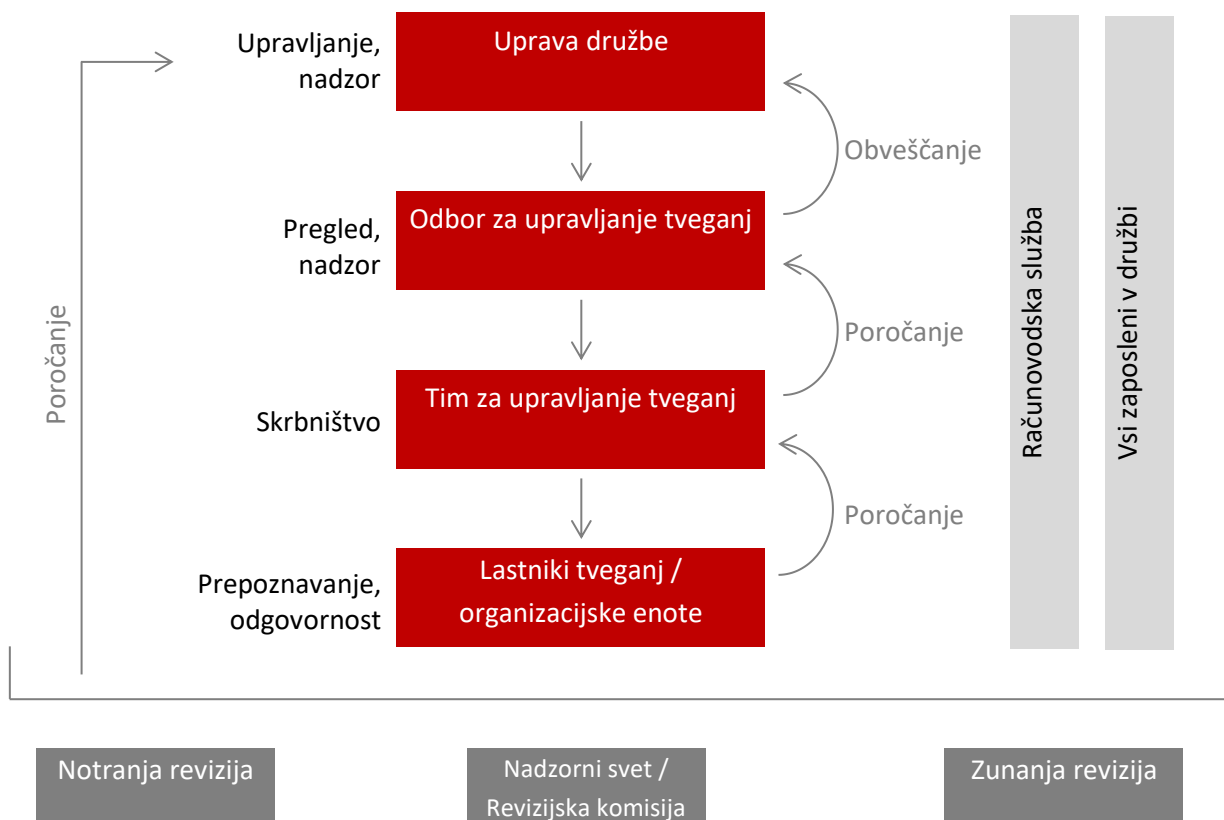 Upravljanje,
nadzor
Uprava družbe
Obveščanje
Pregled,
nadzor
Odbor za upravljanje tveganj
Poročanje
Skrbništvo
Tim za upravljanje tveganj
Poročanje
Prepoznavanje,
odgovornost
Lastniki tveganj /
organizacijske enote
Poročanje
Računovodska služba
Vsi zaposleni v družbi
Notranja revizija
Nadzorni svet /
Revizijska komisija
Zunanja revizija